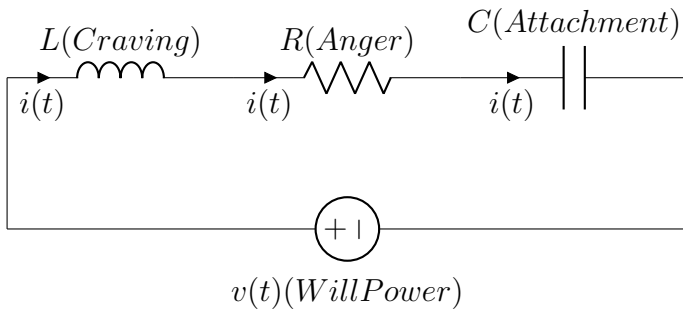 L(Craving)
R(Anger)
C(Attachment)
i(t)
i(t)
i(t)
+ −
v(t)(WillPower)